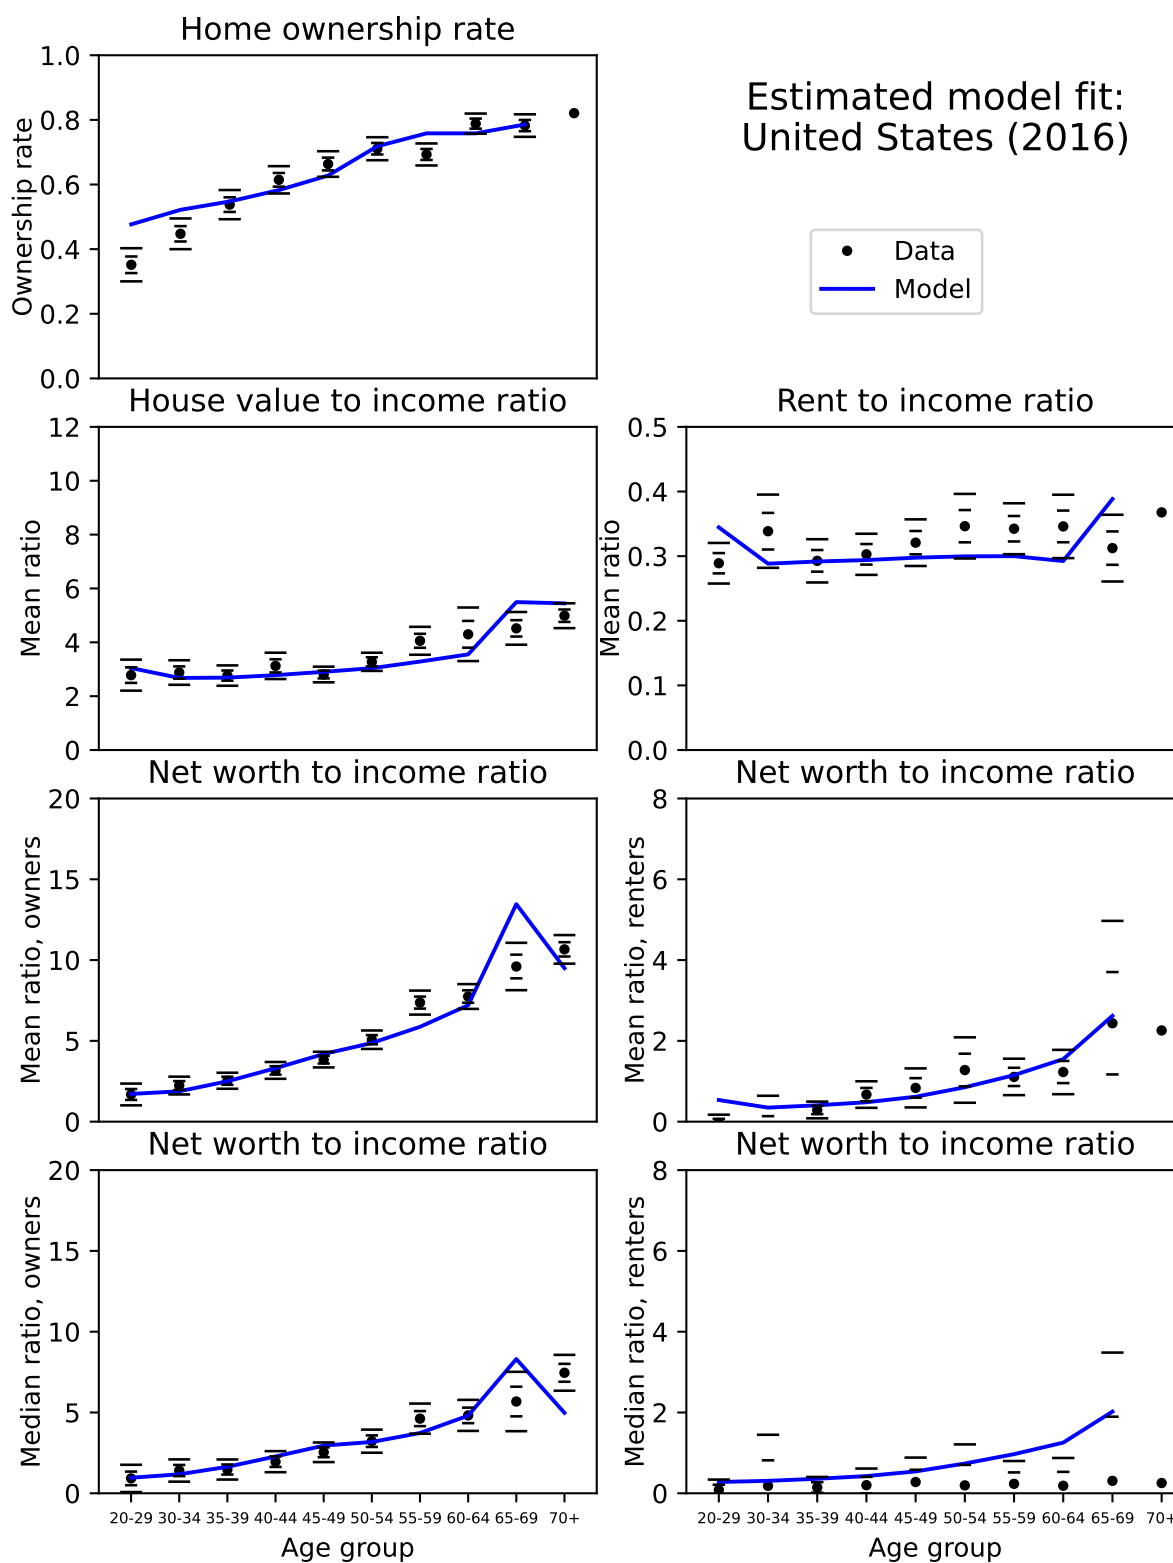 Home ownership rate
Ownership rate
1.0
0.8
0.6
0.4
0.2
0.0
Estimated model fit:
United States (2016)
Data
Model
House value to income ratio
Mean ratio
12
10
8
6
4
2
0
Rent to income ratio
Mean ratio
0.5
0.4
0.3
0.2
0.1
0.0
Net worth to income ratio
Mean ratio, owners
20
15
10
5
0
Net worth to income ratio
Mean ratio, renters
8
6
4
2
0
Net worth to income ratio
Median ratio, owners
20
15
10
5
0
20-29 30-34 35-39 40-44 45-49 50-54 55-59 60-64 65-69 70+
Age group
Net worth to income ratio
Median ratio, renters
8
6
4
2
0
20-29 30-34 35-39 40-44 45-49 50-54 55-59 60-64 65-69 70+
Age group